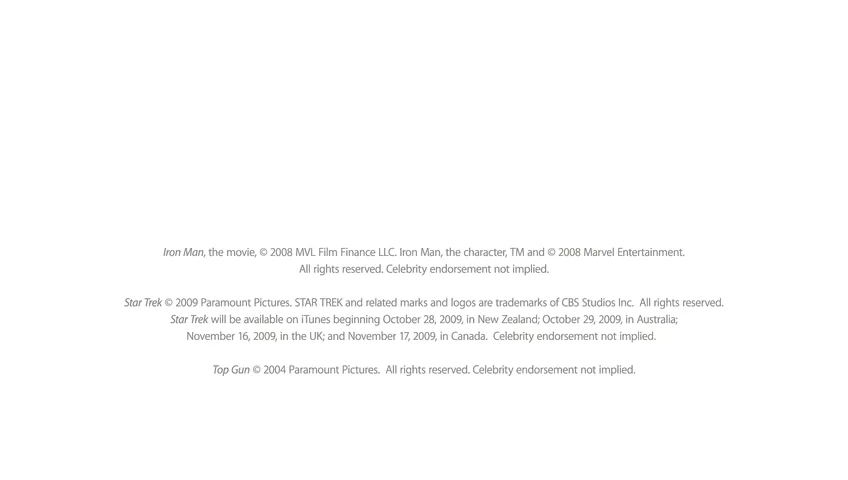 Iron Man, the movie, © 2008 MVL Film Finance LLC. Iron Man, the character, TM and © 2008 Marvel Entertainment.
All rights reserved. Celebrity endorsement not implied.
Star Trek © 2009 Paramount Pictures. STAR TREK and related marks and logos are trademarks of CBS Studios Inc.  All rights reserved.
Star Trek will be available on iTunes beginning October 28, 2009, in New Zealand; October 29, 2009, in Australia;
November 16, 2009, in the UK; and November 17, 2009, in Canada.  Celebrity endorsement not implied.
Top Gun © 2004 Paramount Pictures.  All rights reserved. Celebrity endorsement not implied.